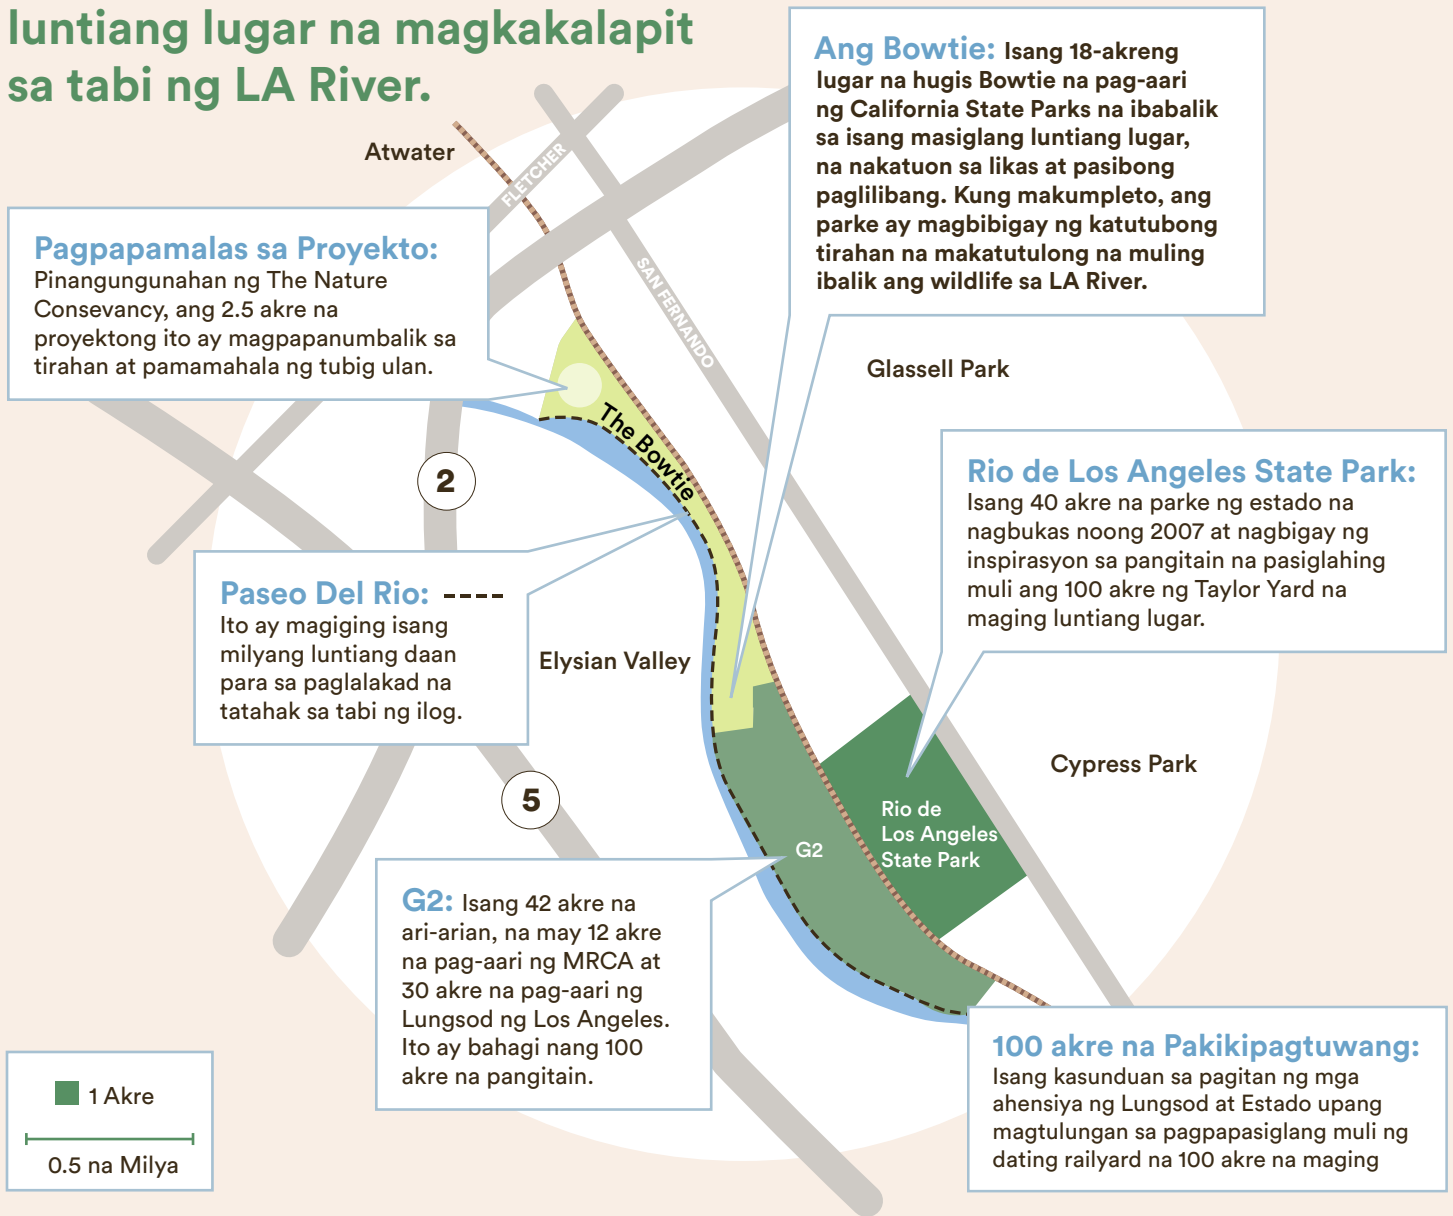 luntiang lugar na magkakalapit
sa tabi ng LA River.
Ang Bowtie: Isang 18-akreng
lugar na hugis Bowtie na pag-aari
ng California State Parks na ibabalik
sa isang masiglang luntiang lugar,
na nakatuon sa likas at pasibong
paglilibang. Kung makumpleto, ang
parke ay magbibigay ng katutubong
tirahan na makatutulong na muling
ibalik ang wildlife sa LA River.
Atwater
FLETCHER
SAN FERNANDO
Pagpapamalas sa Proyekto:
Pinangungunahan ng The Nature
Consevancy, ang 2.5 akre na
proyektong ito ay magpapanumbalik sa
tirahan at pamamahala ng tubig ulan.
Glassell Park
The Bowtie
2
Rio de Los Angeles State Park:
Isang 40 akre na parke ng estado na
nagbukas noong 2007 at nagbigay ng
inspirasyon sa pangitain na pasiglahing
muli ang 100 akre ng Taylor Yard na
maging luntiang lugar.
Paseo Del Rio:
Ito ay magiging isang
milyang luntiang daan
para sa paglalakad na
tatahak sa tabi ng ilog.
Elysian Valley
Cypress Park
5
Rio de
Los Angeles
State Park
G2
G2: Isang 42 akre na
ari-arian, na may 12 akre
na pag-aari ng MRCA at
30 akre na pag-aari ng
Lungsod ng Los Angeles.
Ito ay bahagi nang 100
akre na pangitain.
100 akre na Pakikipagtuwang:
Isang kasunduan sa pagitan ng mga
ahensiya ng Lungsod at Estado upang
magtulungan sa pagpapasiglang muli ng
dating railyard na 100 akre na maging
1 Akre
0.5 na Milya